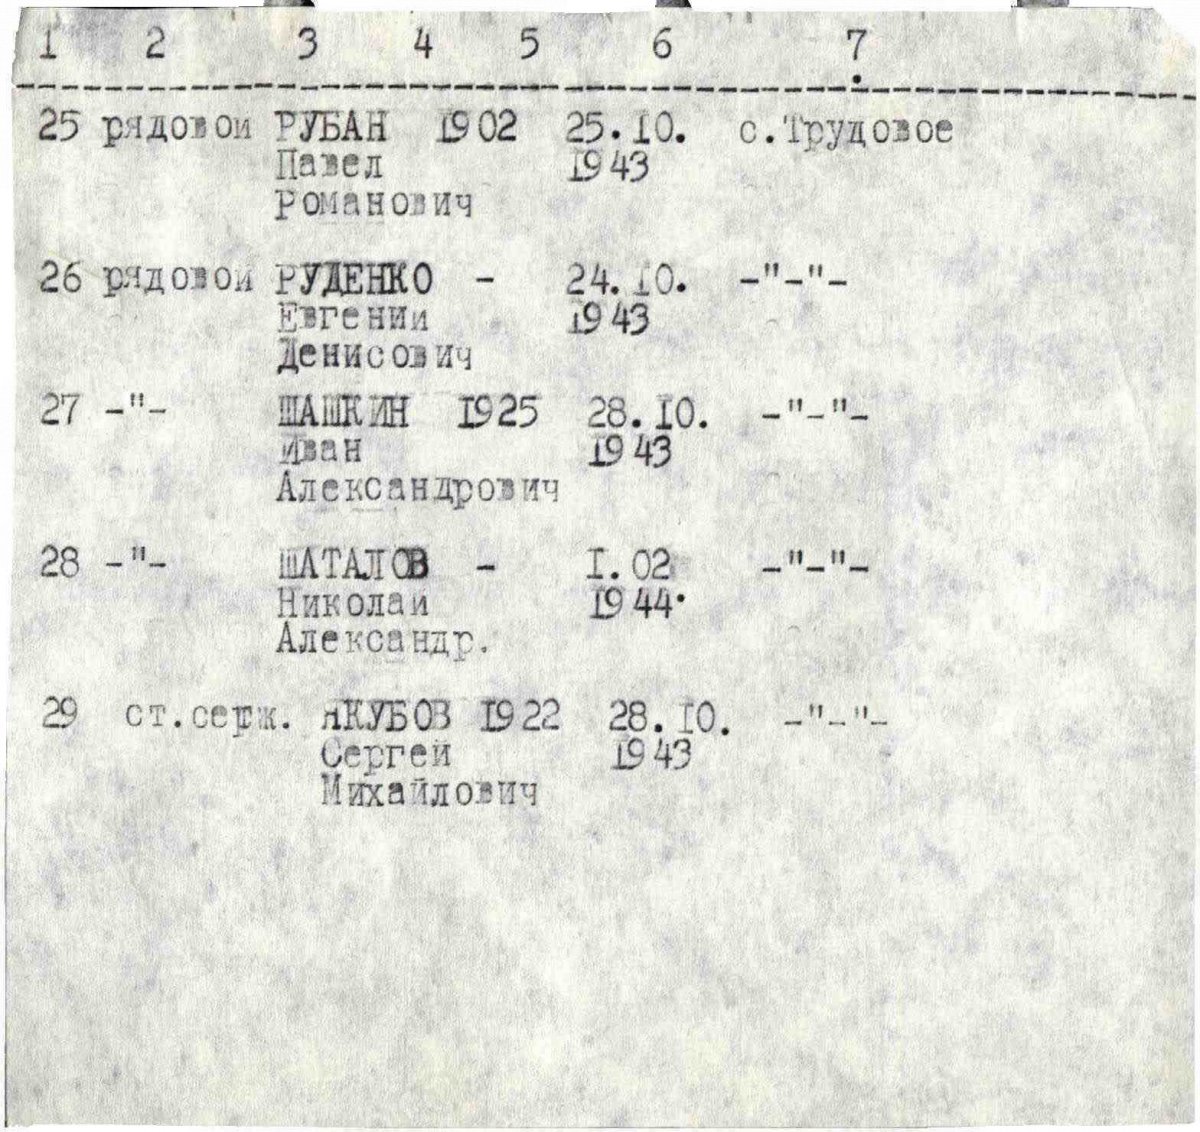 1 2 3 4 5 6 7
25 рядовой РУБАН 1902 25.10. с.Трудовое
Павел 1943
Романович
26 рядовой РУДЕНКО - 24.10. -"-"-
Евгений 1943
Денисович
27 -"- ШАШКИН 1925 28.10. -"-"-
Иван 1943
Александрович
28 -"- ШАТАЛОВ - 1.02 -"-"-
Николай 1944.
Александр.
29 ст.серж. ЯКУБОВ 1922 28.10. -"-"-
Сергей 1943
Михайлович